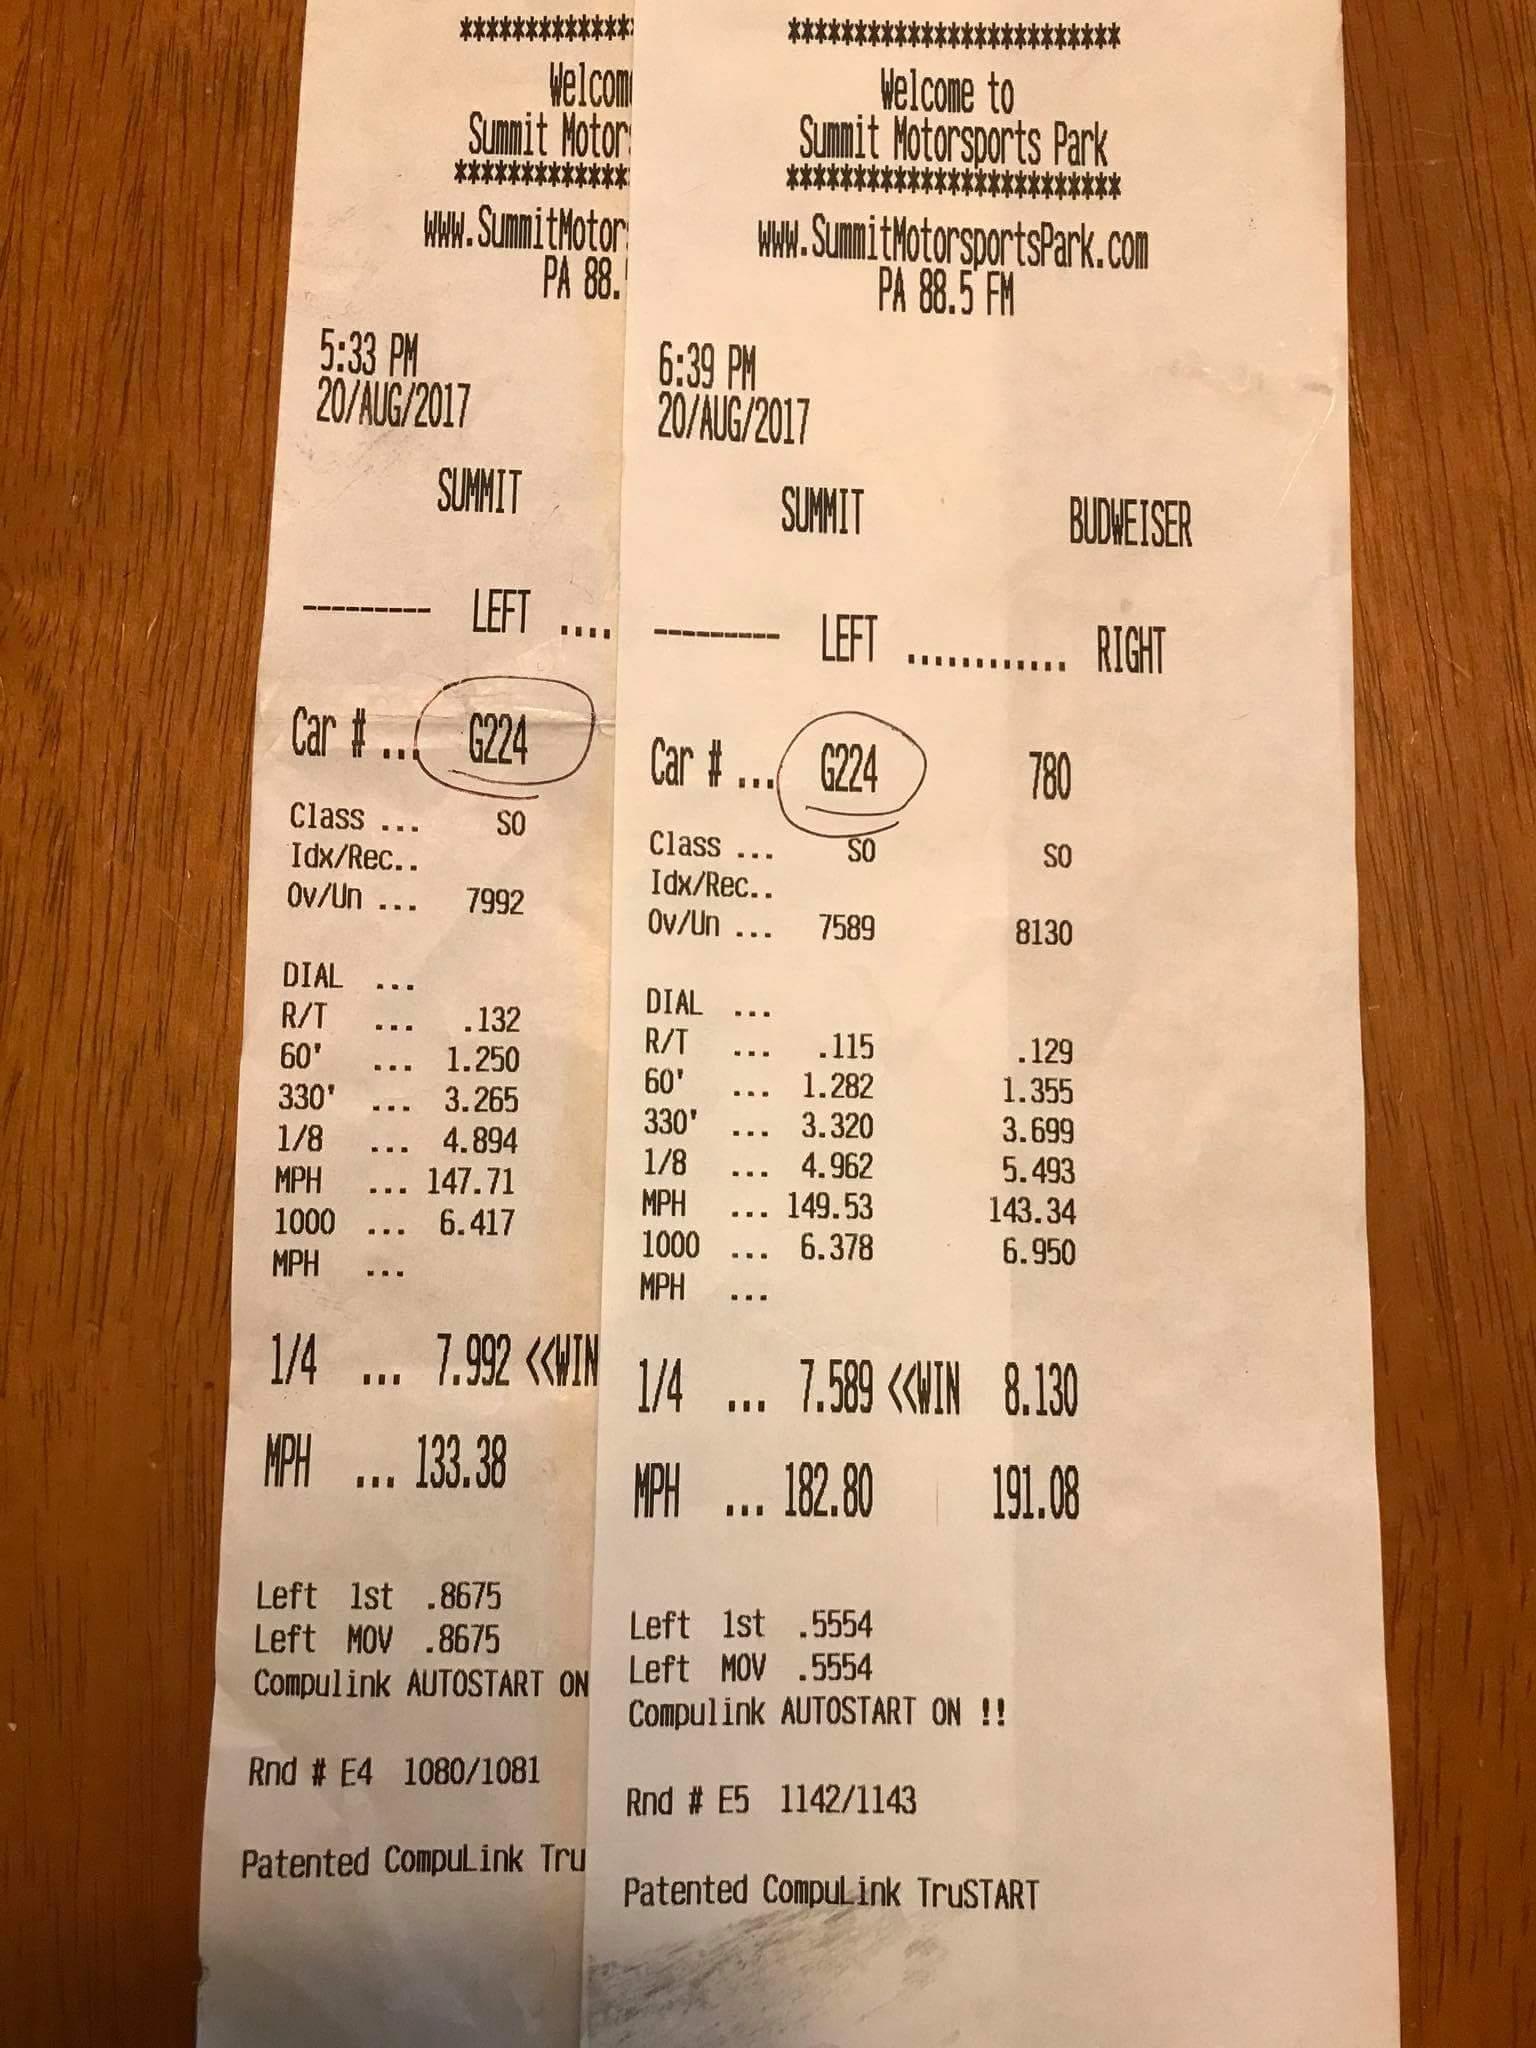 *************
Welcom
Summit Motors
*************
www.SummitMotors
PA 88.5
5:33 PM
20/AUG/2017
SUMMIT
--------- LEFT ....
Car # ... G224
Class ... SO
Idx/Rec..
Ov/Un ... 7992
DIAL ...
R/T ... .132
60' ... 1.250
330' ... 3.265
1/8 ... 4.894
MPH ... 147.71
1000 ... 6.417
MPH ...
1/4 ... 7.992 <<WIN
MPH ... 133.38
Left 1st .8675
Left MOV .8675
Compulink AUTOSTART ON
Rnd # E4 1080/1081
Patented CompuLink Tru
*************************
Welcome to
Summit Motorsports Park
*************************
www.SummitMotorsportsPark.com
PA 88.5 FM
6:39 PM
20/AUG/2017
SUMMIT BUDWEISER
--------- LEFT ............ RIGHT
Car # ... G224 780
Class ... SO SO
Idx/Rec..
Ov/Un ... 7589 8130
DIAL ...
R/T ... .115 .129
60' ... 1.282 1.355
330' ... 3.320 3.699
1/8 ... 4.962 5.493
MPH ... 149.53 143.34
1000 ... 6.378 6.950
MPH ...
1/4 ... 7.589 <<WIN 8.130
MPH ... 182.80 191.08
Left 1st .5554
Left MOV .5554
Compulink AUTOSTART ON !!
Rnd # E5 1142/1143
Patented CompuLink TruSTART